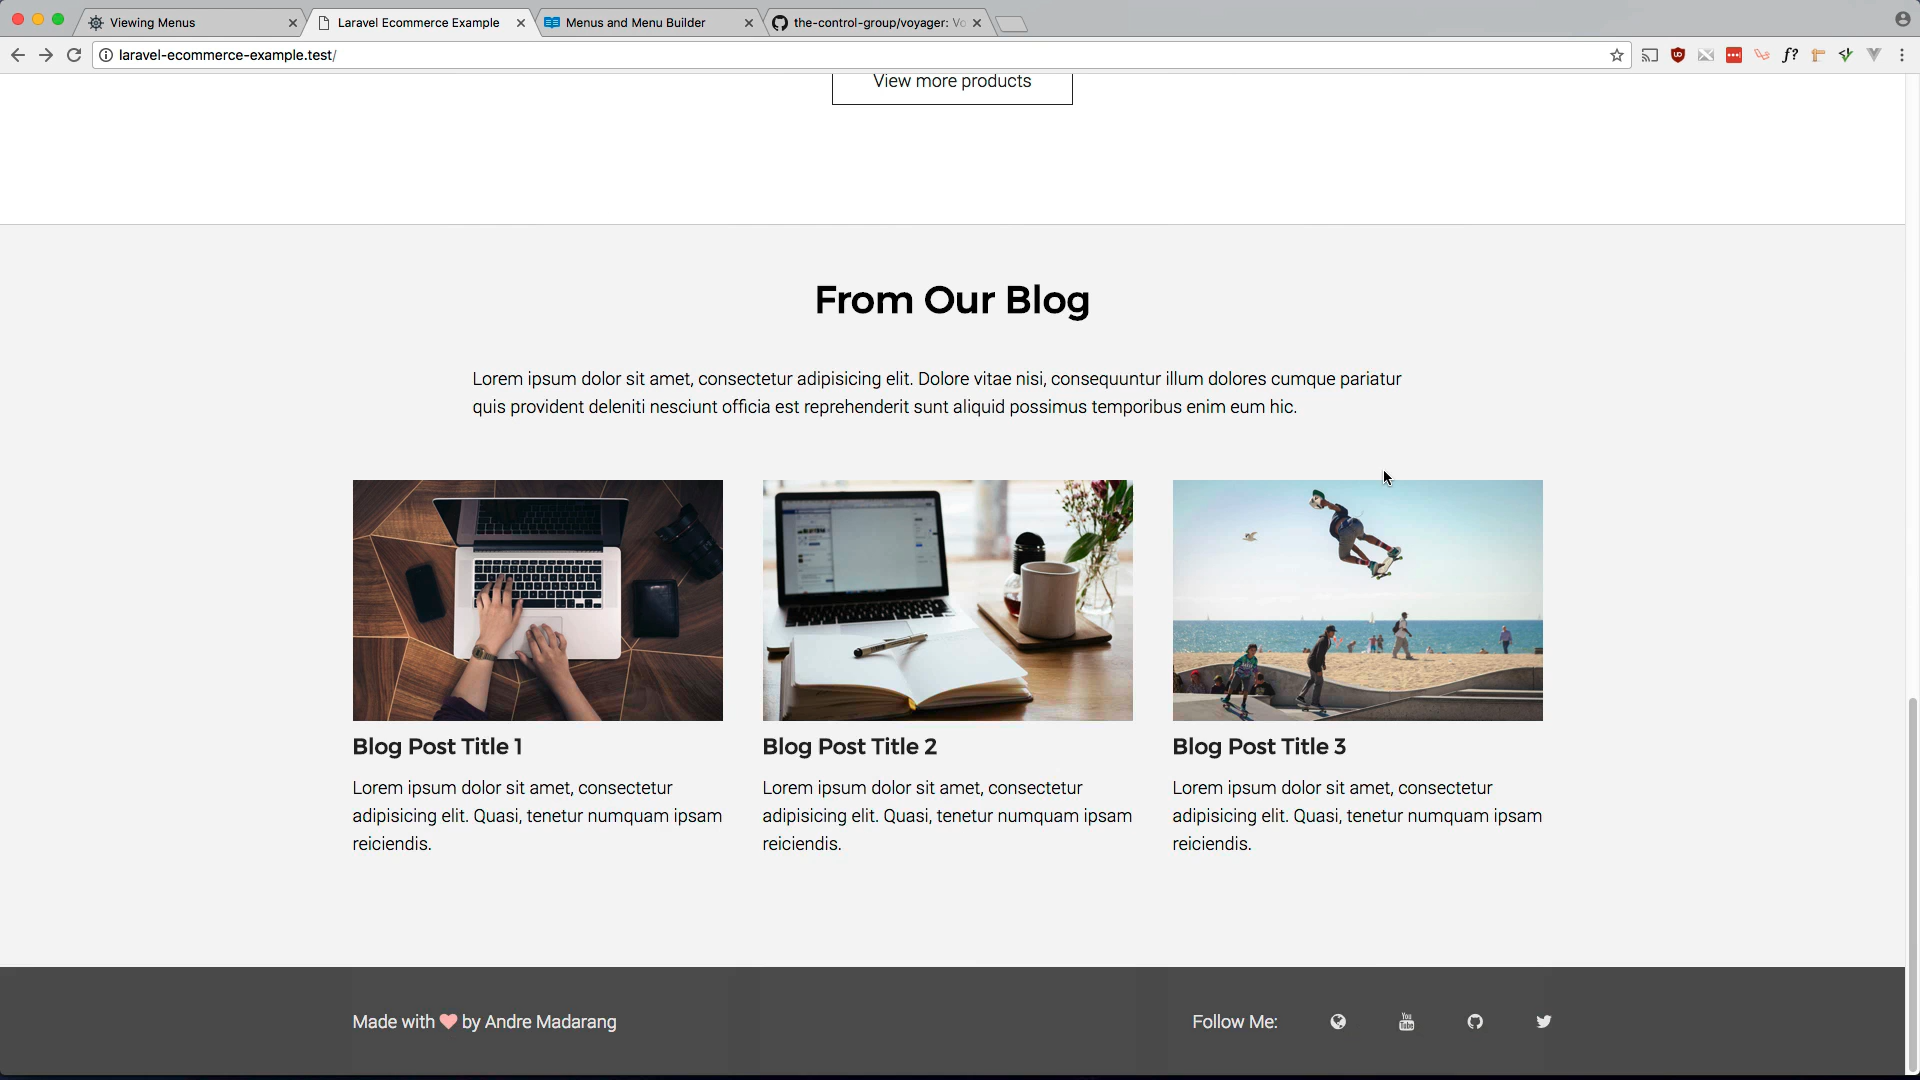 Viewing Menus
Laravel Ecommerce Example
Menus and Menu Builder
the-control-group/voyager: Vo
laravel-ecommerce-example.test/
f?
View more products
From Our Blog
Lorem ipsum dolor sit amet, consectetur adipisicing elit. Dolore vitae nisi, consequuntur illum dolores cumque pariatur
quis provident deleniti nesciunt officia est reprehenderit sunt aliquid possimus temporibus enim eum hic.
Blog Post Title 1
Lorem ipsum dolor sit amet, consectetur
adipisicing elit. Quasi, tenetur numquam ipsam
reiciendis.
Blog Post Title 2
Lorem ipsum dolor sit amet, consectetur
adipisicing elit. Quasi, tenetur numquam ipsam
reiciendis.
Blog Post Title 3
Lorem ipsum dolor sit amet, consectetur
adipisicing elit. Quasi, tenetur numquam ipsam
reiciendis.
Made with by Andre Madarang
Follow Me:
You
Tube